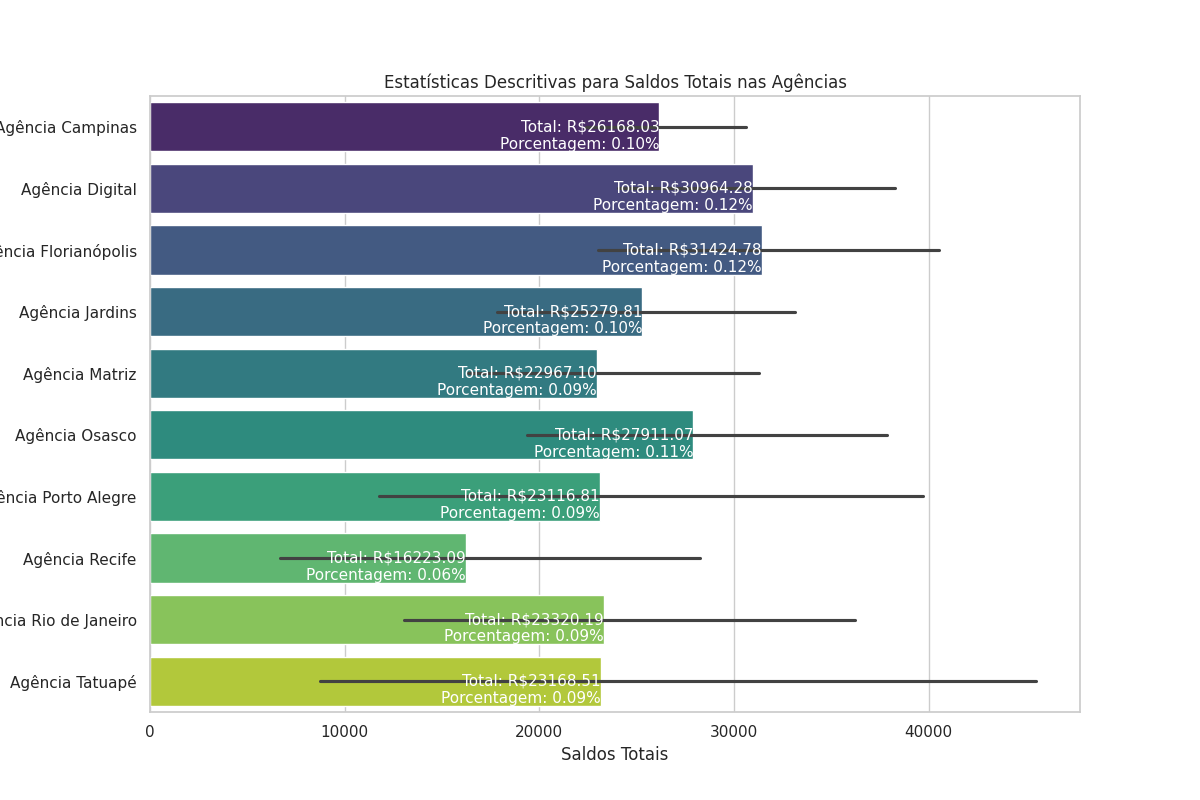 Estatísticas Descritivas para Saldos Totais nas Agências
Agência Campinas
Total: R$26168.03
Porcentagem: 0.10%
Agência Digital
Total: R$30964.28
Porcentagem: 0.12%
ência Florianópolis
Total: R$31424.78
Porcentagem: 0.12%
Agência Jardins
Total: R$25279.81
Porcentagem: 0.10%
Agência Matriz
Total: R$22967.10
Porcentagem: 0.09%
Agência Osasco
Total: R$27911.07
Porcentagem: 0.11%
ência Porto Alegre
Total: R$23116.81
Porcentagem: 0.09%
Agência Recife
Total: R$16223.09
Porcentagem: 0.06%
ncia Rio de Janeiro
Total: R$23320.19
Porcentagem: 0.09%
Agência Tatuapé
Total: R$23168.51
Porcentagem: 0.09%
0 10000 20000 30000 40000
Saldos Totais